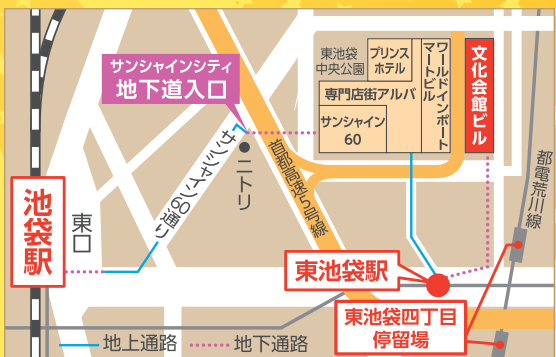 サンシャインシティ
地下道入口
東池袋
中央公園
プリンス
ホテル
ワールドインポート
マートビル
文化会館ビル
専門店街アルパ
サンシャイン
60
サンシャイン60通り
ニトリ
首都高速5号線
都電荒川線
池袋駅
東口
東池袋駅
東池袋四丁目
停留場
地上通路
地下通路